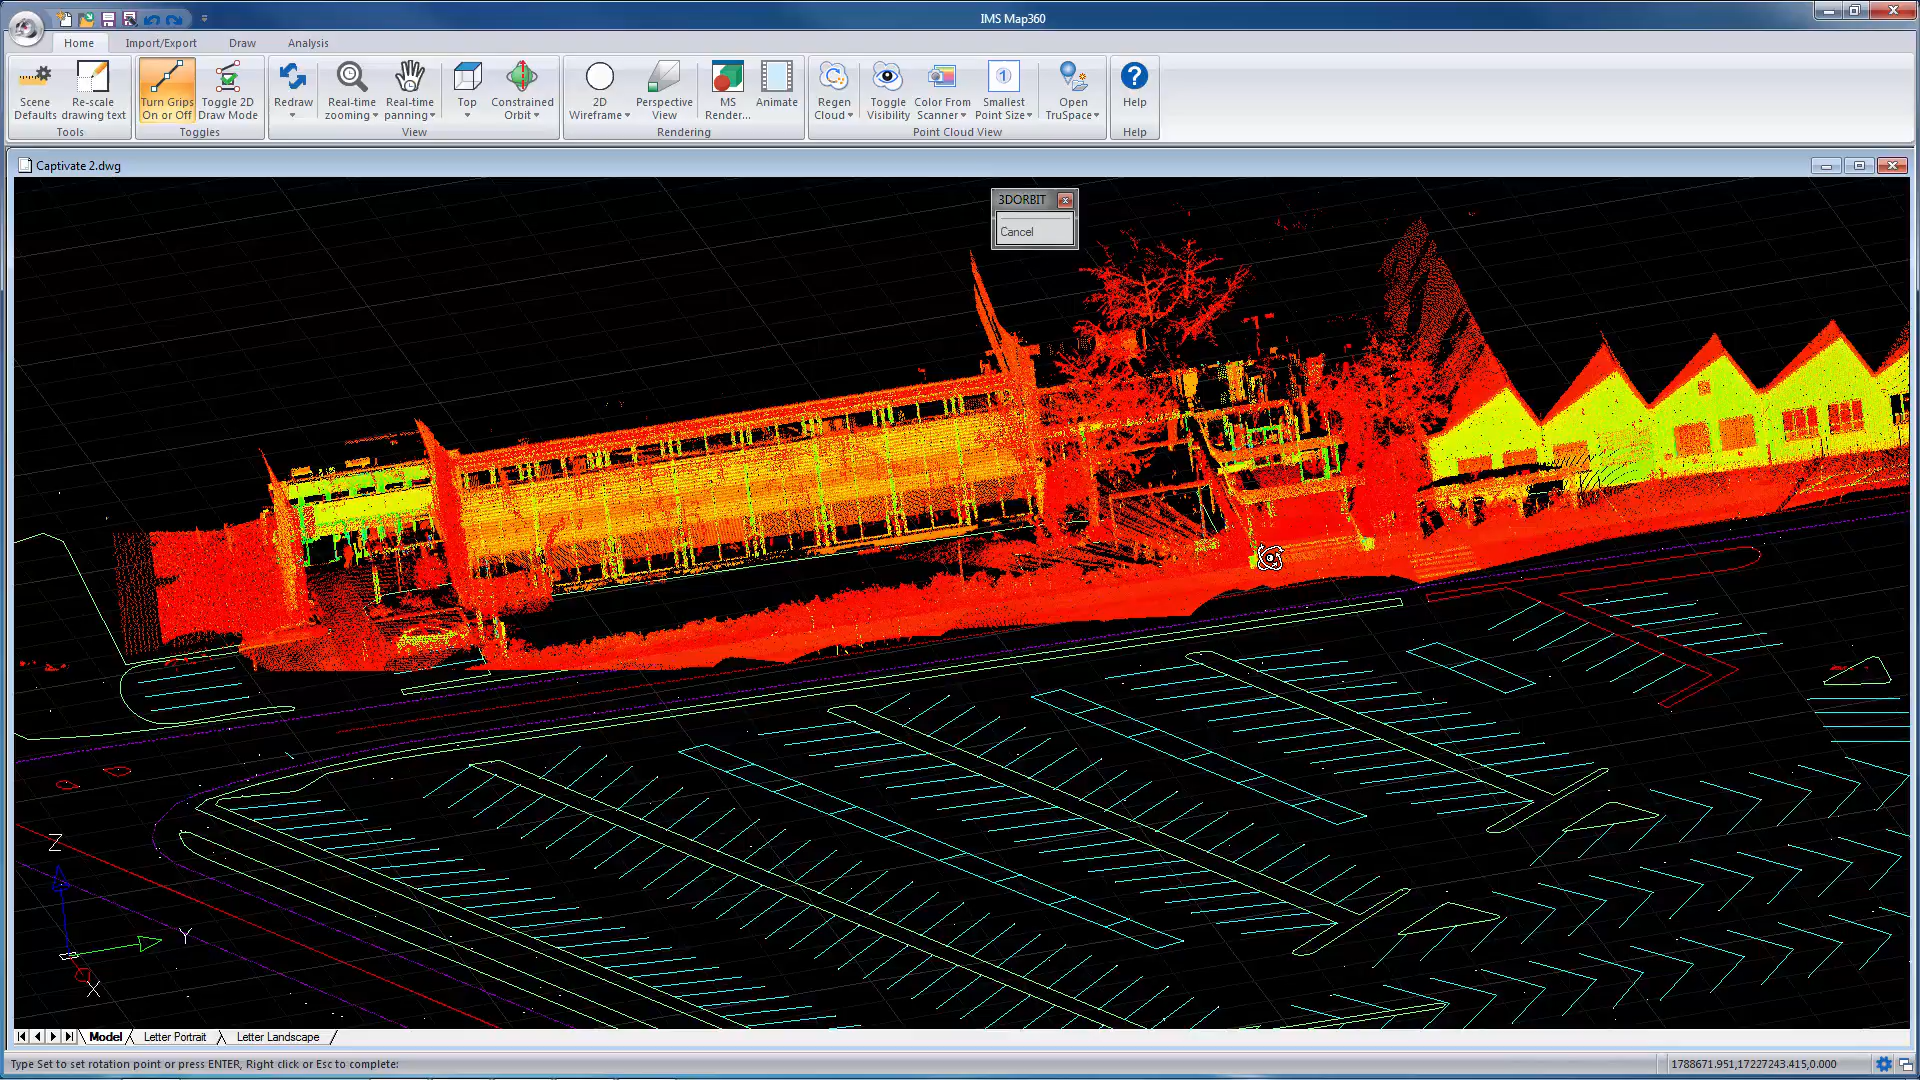 IMS Map360
Home Import/Export Draw Analysis
Scene Defaults
Re-scale drawing text
Turn Grips On or Off
Toggle 2D Draw Mode
Redraw
Real-time zooming
Real-time panning
Top
Constrained Orbit
2D Wireframe
Perspective View
MS Render...
Animate
Regen Cloud
Toggle Visibility
Color From Scanner
1
Smallest Point Size
Open TruSpace
?
Help
Tools Toggles View Rendering Point Cloud View Help
Captivate 2.dwg
3DORBIT
Cancel
Z
Y
X
Model Letter Portrait Letter Landscape
Type Set to set rotation point or press ENTER, Right click or Esc to complete:
1788671.951,17227243.415,0.000